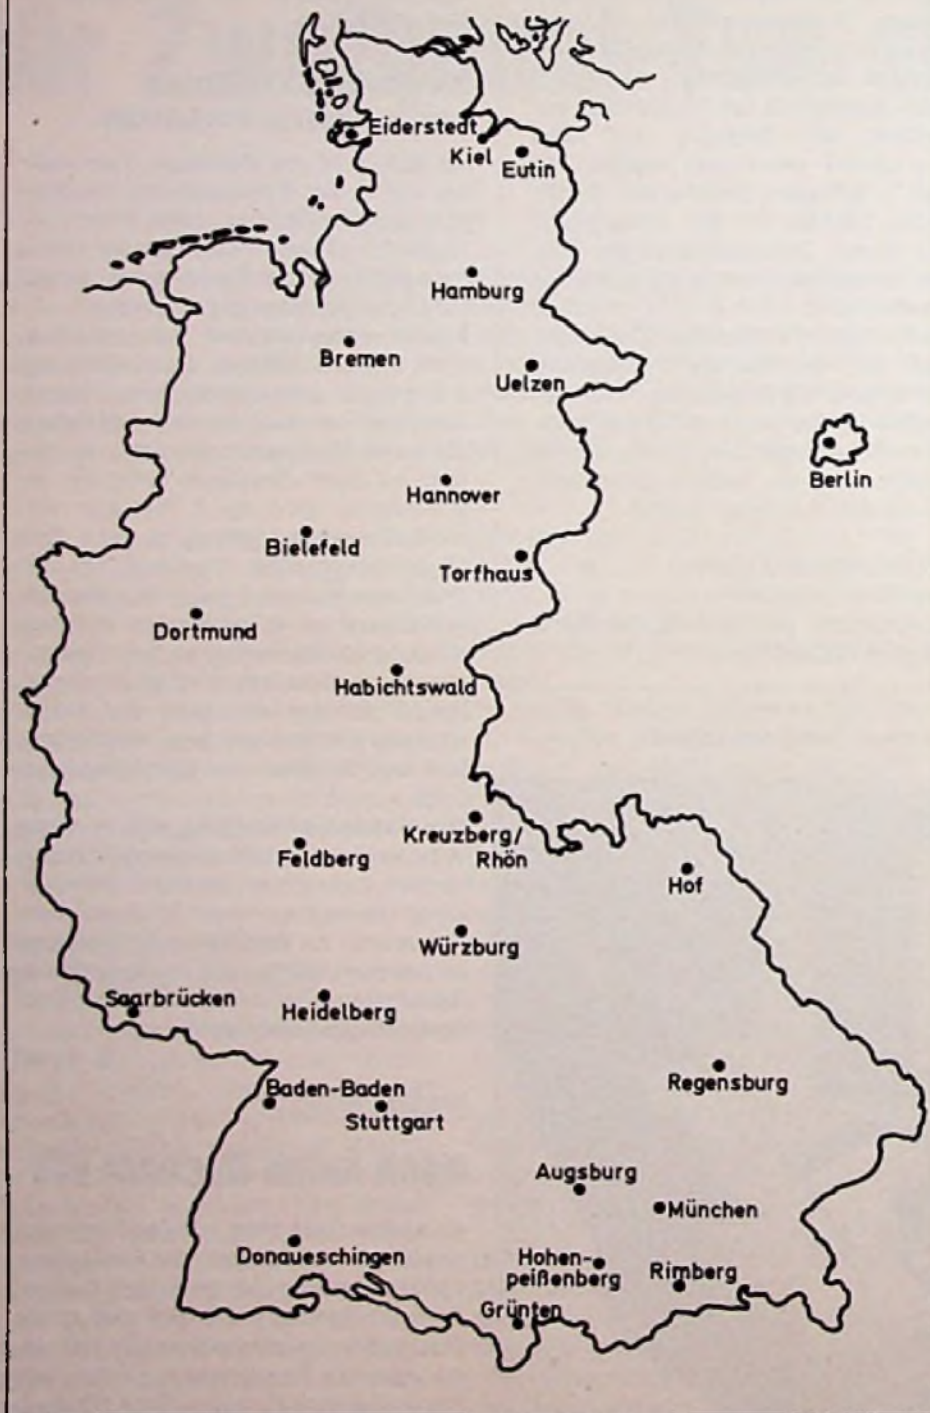 Eiderstedt
Kiel
Eutin
Hamburg
Bremen
Uelzen
Berlin
Hannover
Bielefeld
Torfhaus
Dortmund
Habichtswald
Kreuzberg/
Rhön
Feldberg
Hof
Würzburg
Saarbrücken
Heidelberg
Regensburg
Baden-Baden
Stuttgart
Augsburg
München
Donaueschingen
Hohen-
peißenberg
Rimberg
Grünten